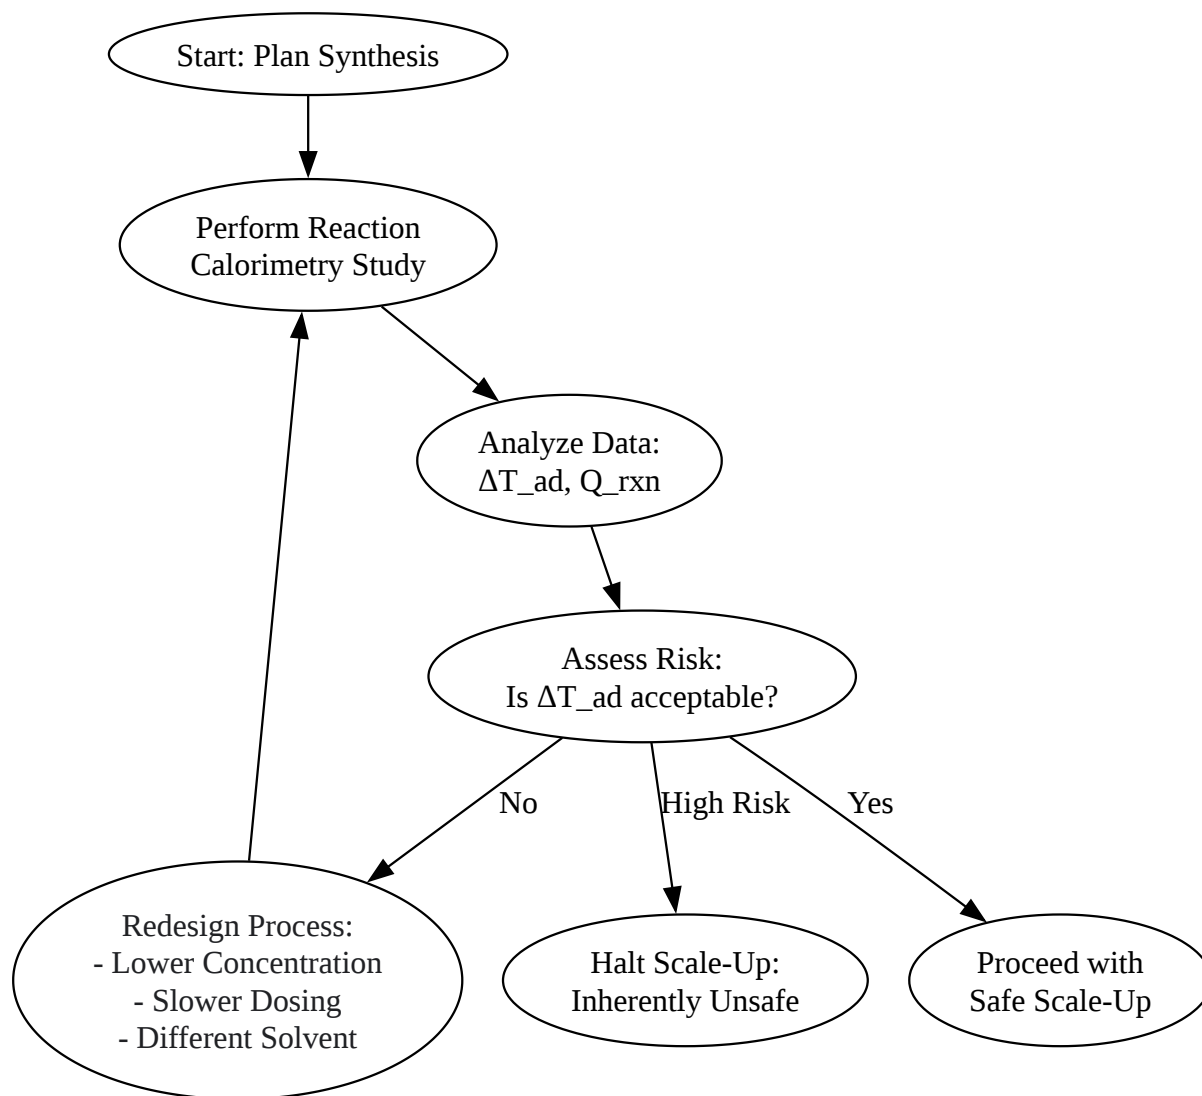 Start: Plan Synthesis
Perform Reaction
Calorimetry Study
Analyze Data:
ΔT_ad, Q_rxn
Assess Risk:
Is ΔT_ad acceptable?
No
High Risk
Yes
Redesign Process:
- Lower Concentration
- Slower Dosing
- Different Solvent
Halt Scale-Up:
Inherently Unsafe
Proceed with
Safe Scale-Up